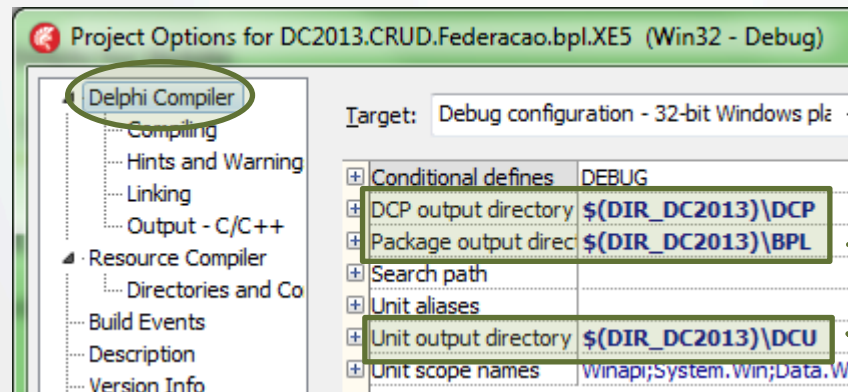 Project Options for DC2013.CRUD.Federacao.bpl.XE5 (Win32 - Debug)
Delphi Compiler
Compiling
Hints and Warning
Linking
Output - C/C++
Resource Compiler
Directories and Co
Build Events
Description
Version Info
Target: Debug configuration - 32-bit Windows pla
Conditional defines DEBUG
DCP output directory $(DIR_DC2013)\DCP
Package output direc $(DIR_DC2013)\BPL
Search path
Unit aliases
Unit output directory $(DIR_DC2013)\DCU
Unit scope names Winapi;System.Win;Data.W